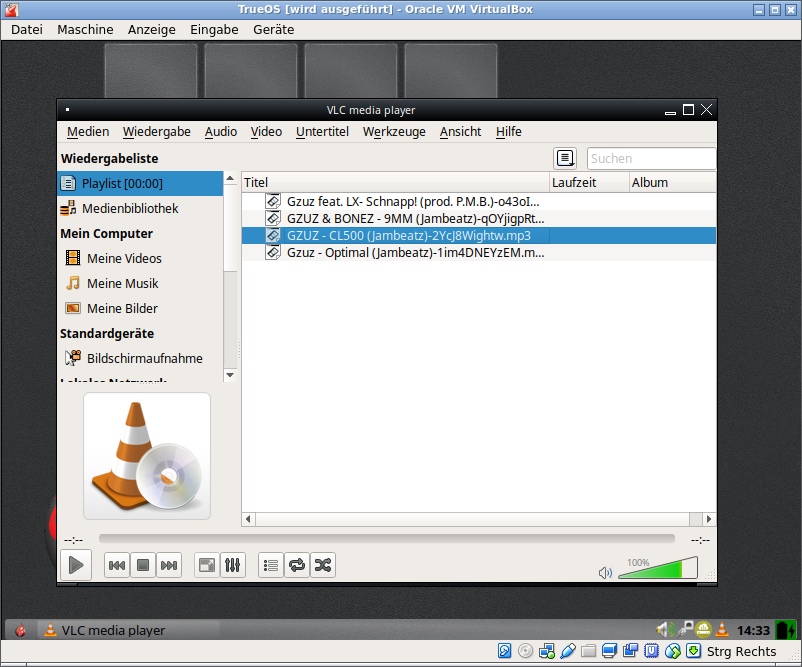 TrueOS [wird ausgeführt] - Oracle VM VirtualBox
Datei Maschine Anzeige Eingabe Geräte
VLC media player
Medien Wiedergabe Audio Video Untertitel Werkzeuge Ansicht Hilfe
Wiedergabeliste
Suchen
Playlist [00:00]
Medienbibliothek
Mein Computer
Meine Videos
Meine Musik
Meine Bilder
Standardgeräte
Bildschirmaufnahme
Lokales Netzwerk
Titel Laufzeit Album
Gzuz feat. LX- Schnapp! (prod. P.M.B.)-o43oI...
GZUZ & BONEZ - 9MM (Jambeatz)-qOYjigpRt...
GZUZ - CL500 (Jambeatz)-2YcJ8Wightw.mp3
Gzuz - Optimal (Jambeatz)-1im4DNEYzEM.m...
--:-- --:--
100%
VLC media player
14:33
Strg Rechts